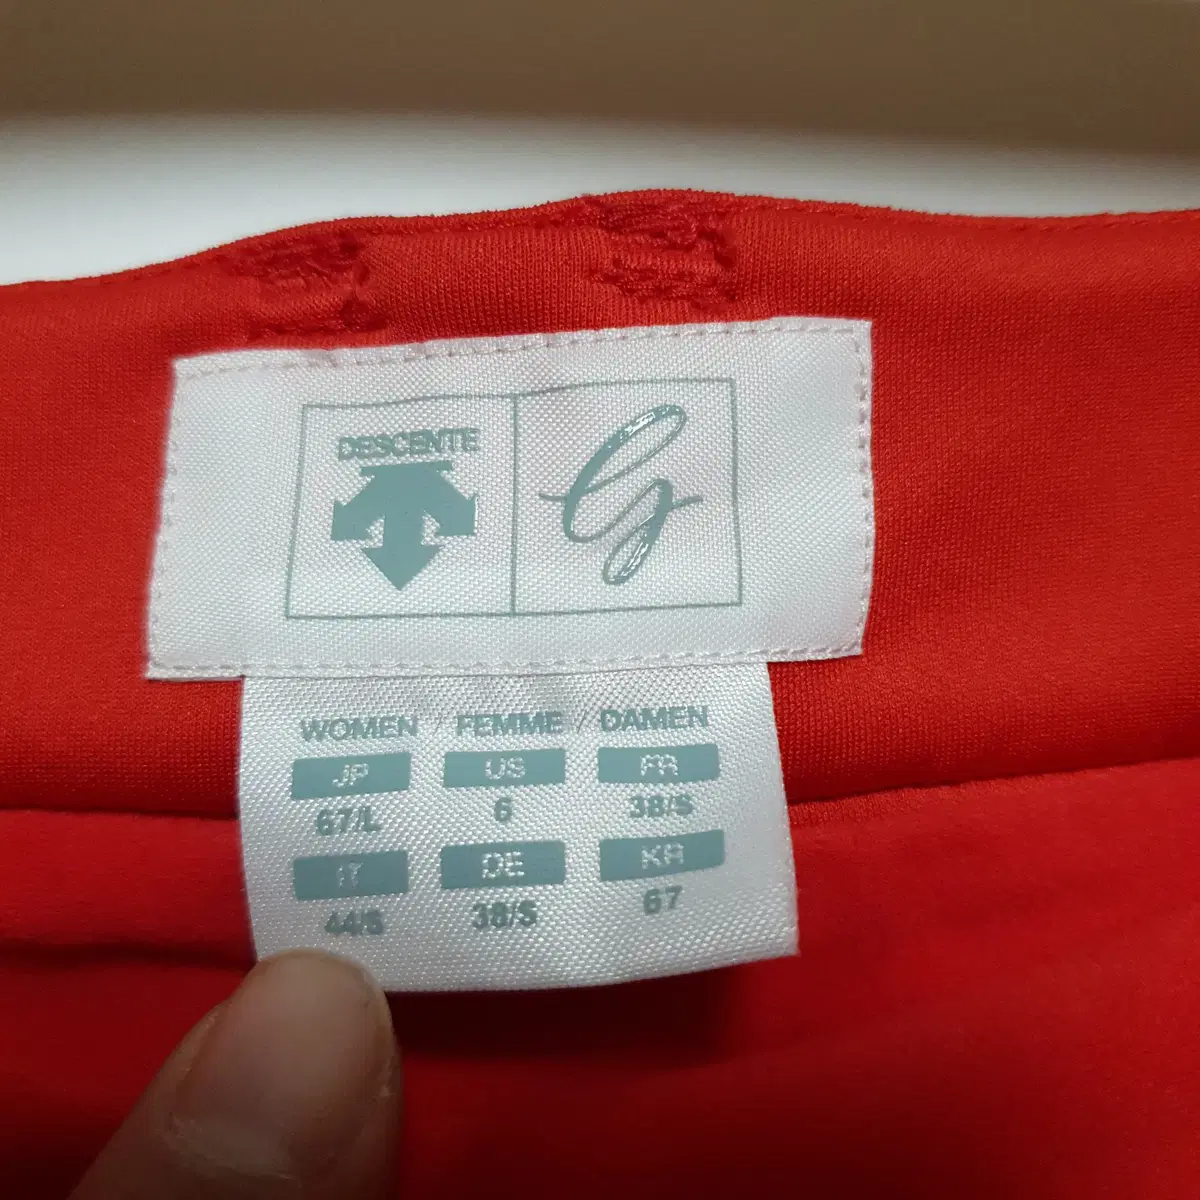 DESCENTE
G
WOMEN / FEMME / DAMEN
JP US FR
67/L 6 38/S
IT DE KR
44/S 38/S 67